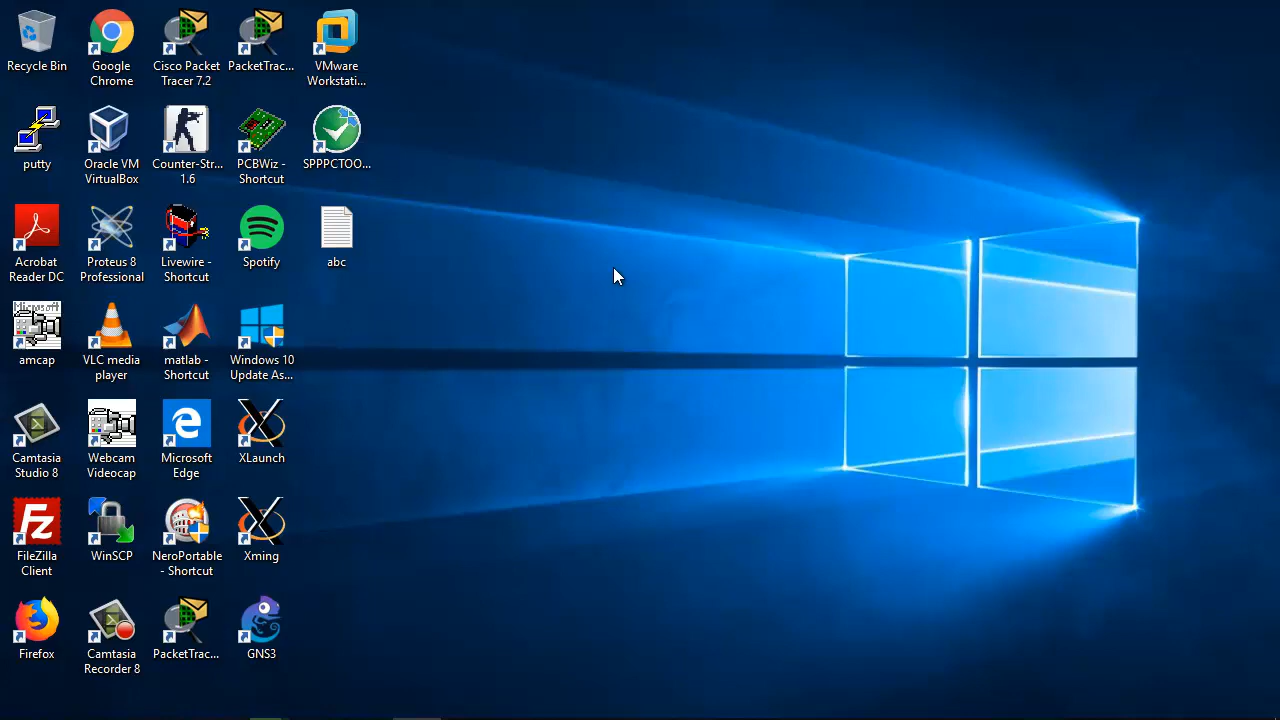 Recycle Bin
Google
Chrome
Cisco Packet
Tracer 7.2
PacketTrac...
VMware
Workstati...
putty
Oracle VM
VirtualBox
Counter-Str...
1.6
PCBWiz -
Shortcut
SPPPCTOO...
Acrobat
Reader DC
Proteus 8
Professional
Livewire -
Shortcut
Spotify
abc
Microsoft
amcap
VLC media
player
matlab -
Shortcut
Windows 10
Update As...
Camtasia
Studio 8
Webcam
Videocap
Microsoft
Edge
XLaunch
Fz
FileZilla
Client
WinSCP
NeroPortable
- Shortcut
Xming
Firefox
Camtasia
Recorder 8
PacketTrac...
GNS3